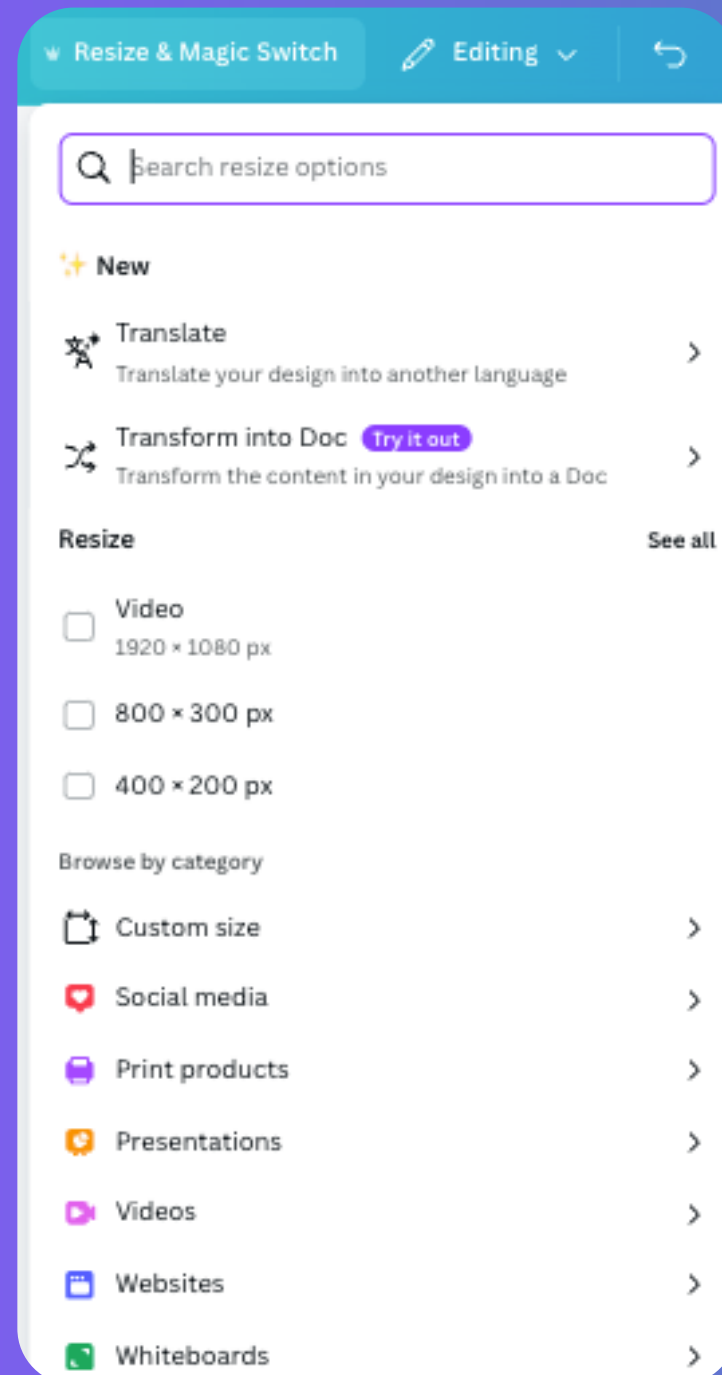 Resize & Magic Switch Editing
Search resize options
New
Translate
Translate your design into another language
Transform into Doc Try it out
Transform the content in your design into a Doc
Resize See all
Video
1920 × 1080 px
800 × 300 px
400 × 200 px
Browse by category
Custom size
Social media
Print products
Presentations
Videos
Websites
Whiteboards